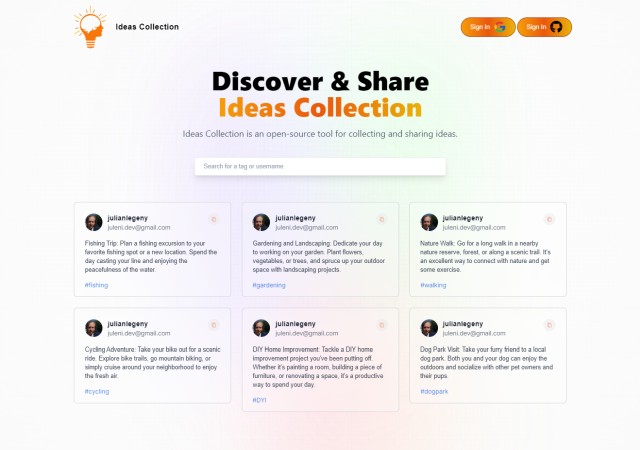 Ideas Collection
Sign In
Sign In
Discover & Share
Ideas Collection
Ideas Collection is an open-source tool for collecting and sharing ideas.
Search for a tag or username
julianlegeny
juleni.dev@gmail.com
Fishing Trip: Plan a fishing excursion to your
favorite fishing spot or a new location. Spend the
day casting your line and enjoying the
peacefulness of the water.
#fishing
julianlegeny
juleni.dev@gmail.com
Gardening and Landscaping: Dedicate your day
to working on your garden. Plant flowers,
vegetables, or trees, and spruce up your outdoor
space with landscaping projects.
#gardening
julianlegeny
juleni.dev@gmail.com
Nature Walk: Go for a long walk in a nearby
nature reserve, forest, or along a scenic trail. It's
an excellent way to connect with nature and get
some exercise.
#walking
julianlegeny
juleni.dev@gmail.com
Cycling Adventure: Take your bike out for a scenic
ride. Explore bike trails, go mountain biking, or
simply cruise around your neighborhood to enjoy
the fresh air.
#cycling
julianlegeny
juleni.dev@gmail.com
DIY Home Improvement: Tackle a DIY home
improvement project you've been putting off.
Whether it's painting a room, building a piece of
furniture, or renovating a space, it's a productive
way to spend your day.
#DYI
julianlegeny
juleni.dev@gmail.com
Dog Park Visit: Take your furry friend to a local
dog park. Both you and your dog can enjoy the
outdoors and socialize with other pet owners and
their pups.
#dogpark